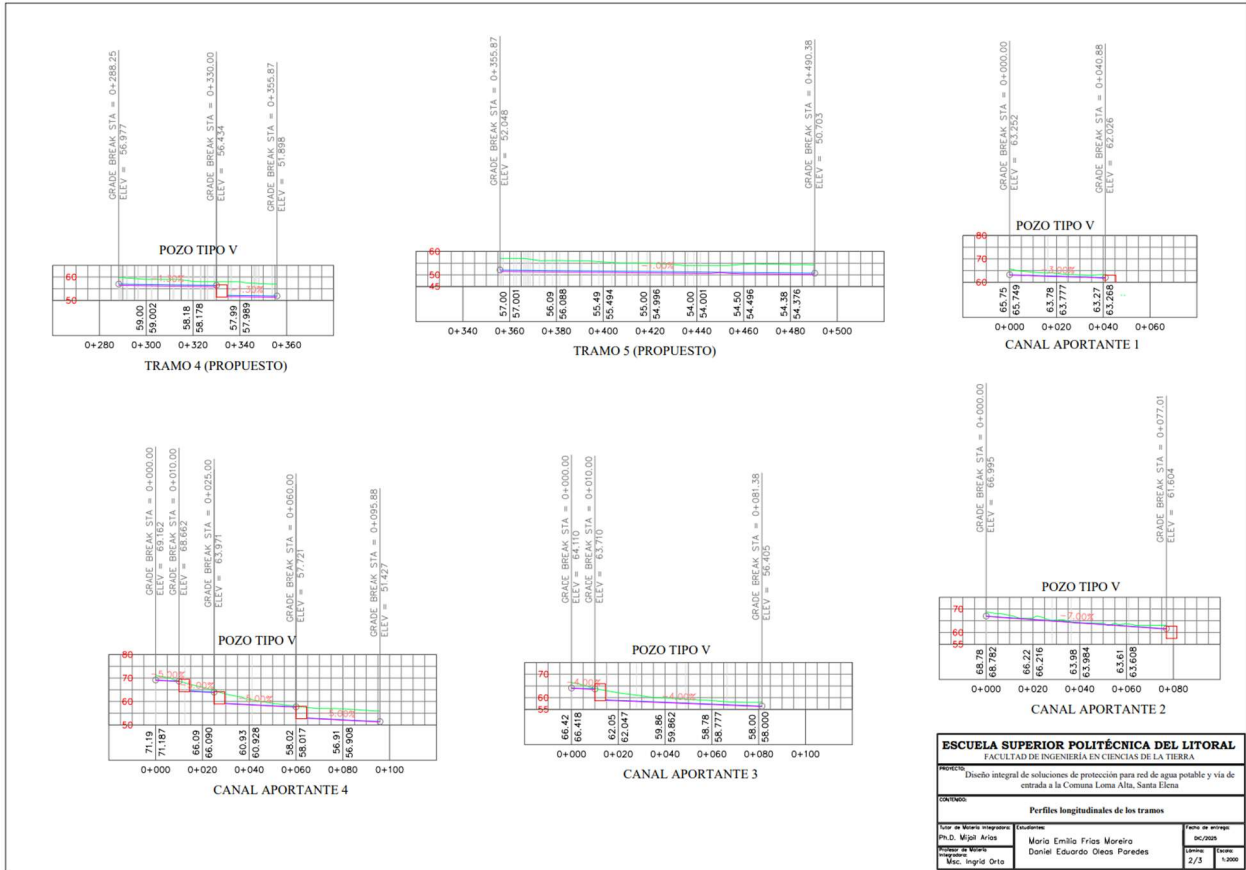 GRADE BREAK STA = 0+288.25
ELEV = 56.977
GRADE BREAK STA = 0+330.00
ELEV = 56.434
GRADE BREAK STA = 0+355.87
ELEV = 51.898
POZO TIPO V
60
50
-1.30%
-1.30%
59.00
59.002
58.18
58.178
57.99
57.989
0+280
0+300
0+320
0+340
0+360
TRAMO 4 (PROPUESTO)
GRADE BREAK STA = 0+355.87
ELEV = 52.048
GRADE BREAK STA = 0+490.38
ELEV = 50.703
60
50
45
-1.00%
57.00
57.001
56.09
56.088
55.49
55.494
55.00
54.996
54.00
54.001
54.50
54.496
54.38
54.376
0+340
0+360
0+380
0+400
0+420
0+440
0+460
0+480
0+500
TRAMO 5 (PROPUESTO)
GRADE BREAK STA = 0+000.00
ELEV = 63.252
GRADE BREAK STA = 0+040.88
ELEV = 62.026
POZO TIPO V
80
70
60
-3.00%
65.75
65.749
63.78
63.777
63.27
63.268
0+000
0+020
0+040
0+060
CANAL APORTANTE 1
GRADE BREAK STA = 0+000.00
ELEV = 69.162
GRADE BREAK STA = 0+010.00
ELEV = 68.662
GRADE BREAK STA = 0+025.00
ELEV = 63.971
GRADE BREAK STA = 0+060.00
ELEV = 57.721
GRADE BREAK STA = 0+095.88
ELEV = 51.427
POZO TIPO V
80
70
60
50
-5.00%
-5.00%
71.19
71.187
66.09
66.090
60.93
60.928
58.02
58.017
56.91
56.908
0+000
0+020
0+040
0+060
0+080
0+100
CANAL APORTANTE 4
GRADE BREAK STA = 0+000.00
ELEV = 64.110
GRADE BREAK STA = 0+010.00
ELEV = 63.710
GRADE BREAK STA = 0+081.38
ELEV = 56.405
POZO TIPO V
70
60
55
-4.00%
-4.00%
66.42
66.418
62.05
62.047
59.86
59.862
58.78
58.777
58.00
58.000
0+000
0+020
0+040
0+060
0+080
0+100
CANAL APORTANTE 3
GRADE BREAK STA = 0+000.00
ELEV = 66.995
GRADE BREAK STA = 0+077.01
ELEV = 61.604
POZO TIPO V
70
60
55
-7.00%
68.78
68.782
66.22
66.216
63.98
63.984
63.61
63.608
0+000
0+020
0+040
0+060
0+080
CANAL APORTANTE 2
ESCUELA SUPERIOR POLITÉCNICA DEL LITORAL
FACULTAD DE INGENIERÍA EN CIENCIAS DE LA TIERRA
PROYECTO:
Diseño integral de soluciones de protección para red de agua potable y vía de
entrada a la Comuna Loma Alta, Santa Elena
CONTENIDO:
Perfiles longitudinales de los tramos
Tutor de Materia Integradora:
Ph.D. Mijail Arias
Profesor de Materia Integradora:
Msc. Ingrid Orta
Estudiantes:
Maria Emilia Frias Moreira
Daniel Eduardo Oleas Paredes
Fecha de entrega:
DIC/2025
Lámina:
2/3
Escala:
1:2000